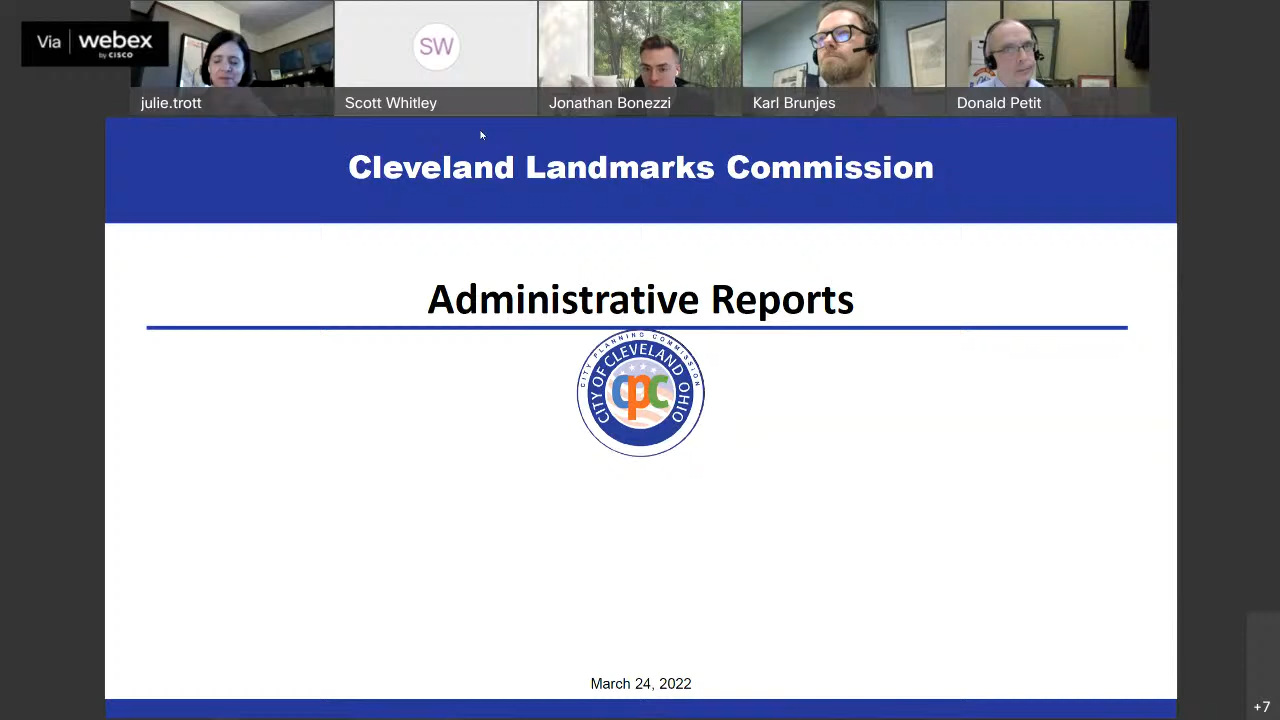 Via webex
by CISCO
SW
julie.trott
Scott Whitley
Jonathan Bonezzi
Karl Brunjes
Donald Petit
Cleveland Landmarks Commission
Administrative Reports
CITY PLANNING COMMISSION
CITY OF CLEVELAND OHIO
cpc
March 24, 2022
+7